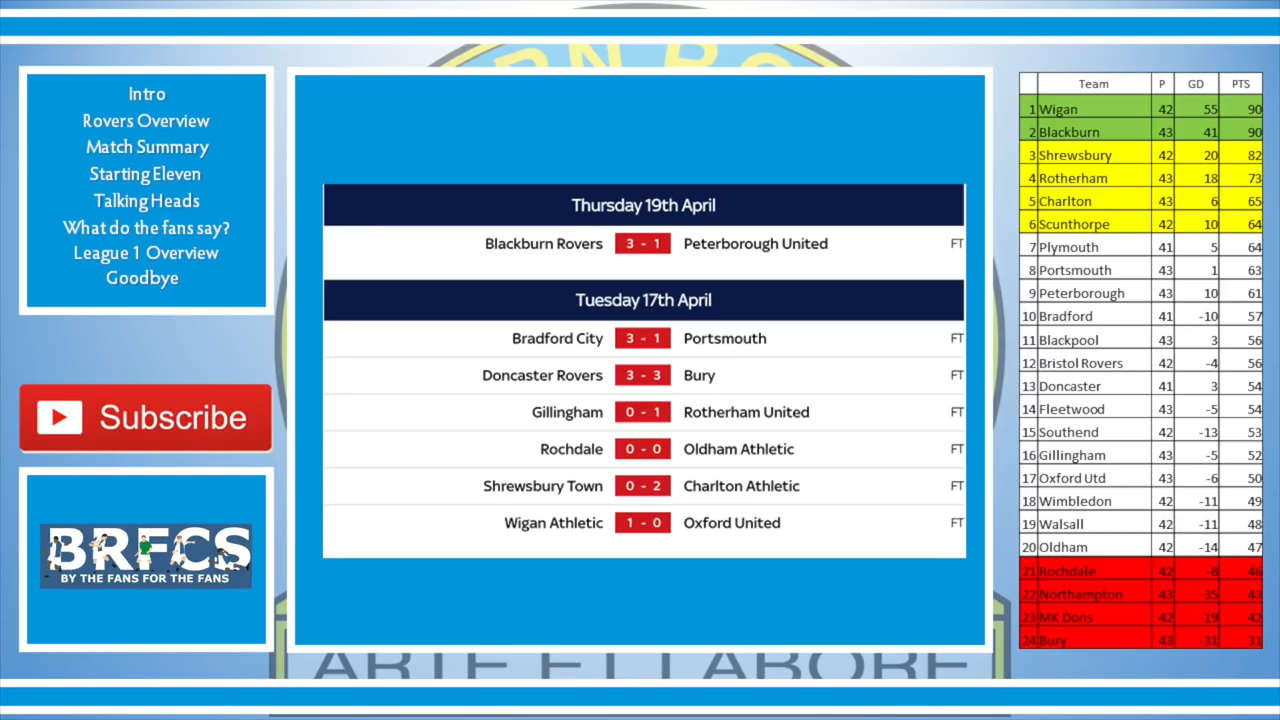 RN RO
Intro
Rovers Overview
Match Summary
Starting Eleven
Talking Heads
What do the fans say?
League 1 Overview
Goodbye
Subscribe
BRFCS
BY THE FANS FOR THE FANS
Thursday 19th April
Blackburn Rovers 3 - 1 Peterborough United FT
Tuesday 17th April
Bradford City 3 - 1 Portsmouth FT
Doncaster Rovers 3 - 3 Bury FT
Gillingham 0 - 1 Rotherham United FT
Rochdale 0 - 0 Oldham Athletic FT
Shrewsbury Town 0 - 2 Charlton Athletic FT
Wigan Athletic 1 - 0 Oxford United FT
ARTE ET LABORE
Team P GD PTS
1 Wigan 42 55 90
2 Blackburn 43 41 90
3 Shrewsbury 42 20 82
4 Rotherham 43 18 73
5 Charlton 43 6 65
6 Scunthorpe 42 10 64
7 Plymouth 41 5 64
8 Portsmouth 43 1 63
9 Peterborough 43 10 61
10 Bradford 41 -10 57
11 Blackpool 43 3 56
12 Bristol Rovers 42 -4 56
13 Doncaster 41 3 54
14 Fleetwood 43 -5 54
15 Southend 42 -13 53
16 Gillingham 43 -5 52
17 Oxford Utd 43 -6 50
18 Wimbledon 42 -11 49
19 Walsall 42 -11 48
20 Oldham 42 -14 47
21 Rochdale 42 -8 46
22 Northampton 43 -35 43
23 MK Dons 42 19 42
24 Bury 43 -31 31